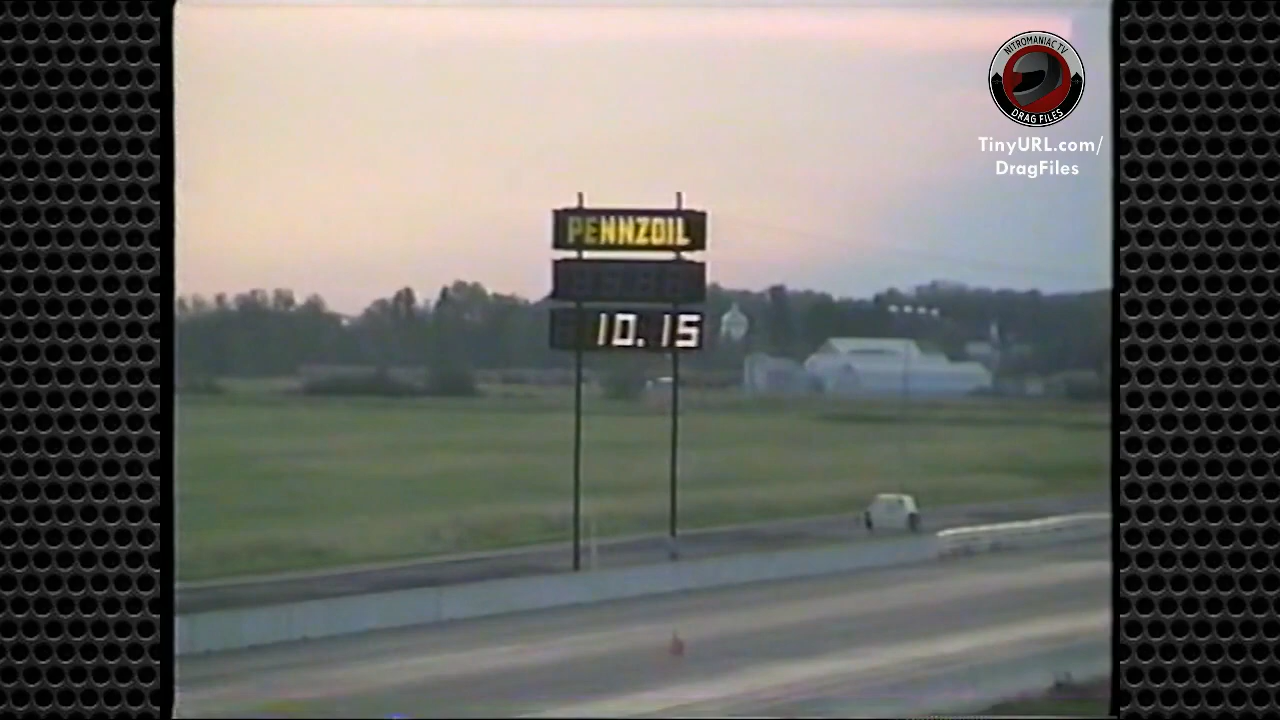 NITROMANIAC TV
DRAG FILES
TinyURL.com/
DragFiles
PENNZOIL
10.15